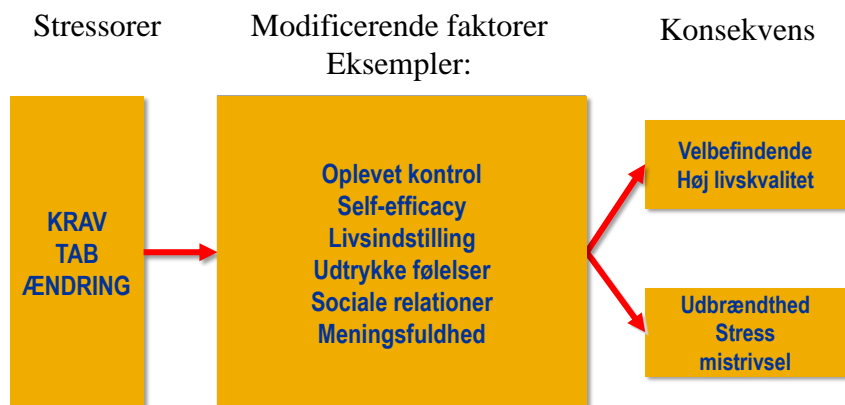 Stressorer
Modificerende faktorer
Eksempler:
Konsekvens
KRAV
TAB
ÆNDRING
Oplevet kontrol
Self-efficacy
Livsindstilling
Udtrykke følelser
Sociale relationer
Meningsfuldhed
Velbefindende
Høj livskvalitet
Udbrændthed
Stress
mistrivsel